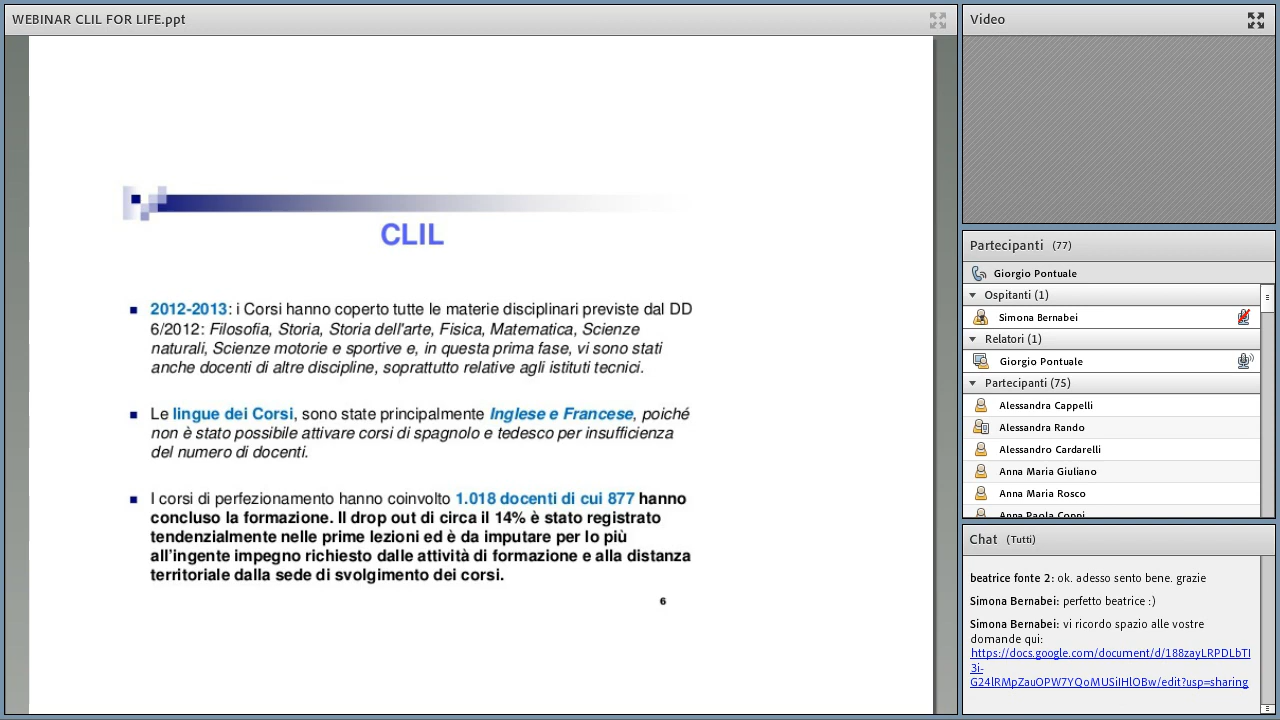 WEBINAR CLIL FOR LIFE.ppt
CLIL
2012-2013: i Corsi hanno coperto tutte le materie disciplinari previste dal DD
6/2012: Filosofia, Storia, Storia dell'arte, Fisica, Matematica, Scienze
naturali, Scienze motorie e sportive e, in questa prima fase, vi sono stati
anche docenti di altre discipline, soprattutto relative agli istituti tecnici.
Le lingue dei Corsi, sono state principalmente Inglese e Francese, poiché
non è stato possibile attivare corsi di spagnolo e tedesco per insufficienza
del numero di docenti.
I corsi di perfezionamento hanno coinvolto 1.018 docenti di cui 877 hanno
concluso la formazione. Il drop out di circa il 14% è stato registrato
tendenzialmente nelle prime lezioni ed è da imputare per lo più
all'ingente impegno richiesto dalle attività di formazione e alla distanza
territoriale dalla sede di svolgimento dei corsi.
6
Video
Partecipanti (77)
Giorgio Pontuale
Ospitanti (1)
Simona Bernabei
Relatori (1)
Giorgio Pontuale
Partecipanti (75)
Alessandra Cappelli
Alessandra Rando
Alessandro Cardarelli
Anna Maria Giuliano
Anna Maria Rosco
Anna Paola Coppi
Chat (Tutti)
beatrice fonte 2: ok. adesso sento bene. grazie
Simona Bernabei: perfetto beatrice :)
Simona Bernabei: vi ricordo spazio alle vostre
domande qui:
https://docs.google.com/document/d/188zayLRPDLbTI
3i-
G24lRMpZauOPW7YQoMUSiIHlOBw/edit?usp=sharing